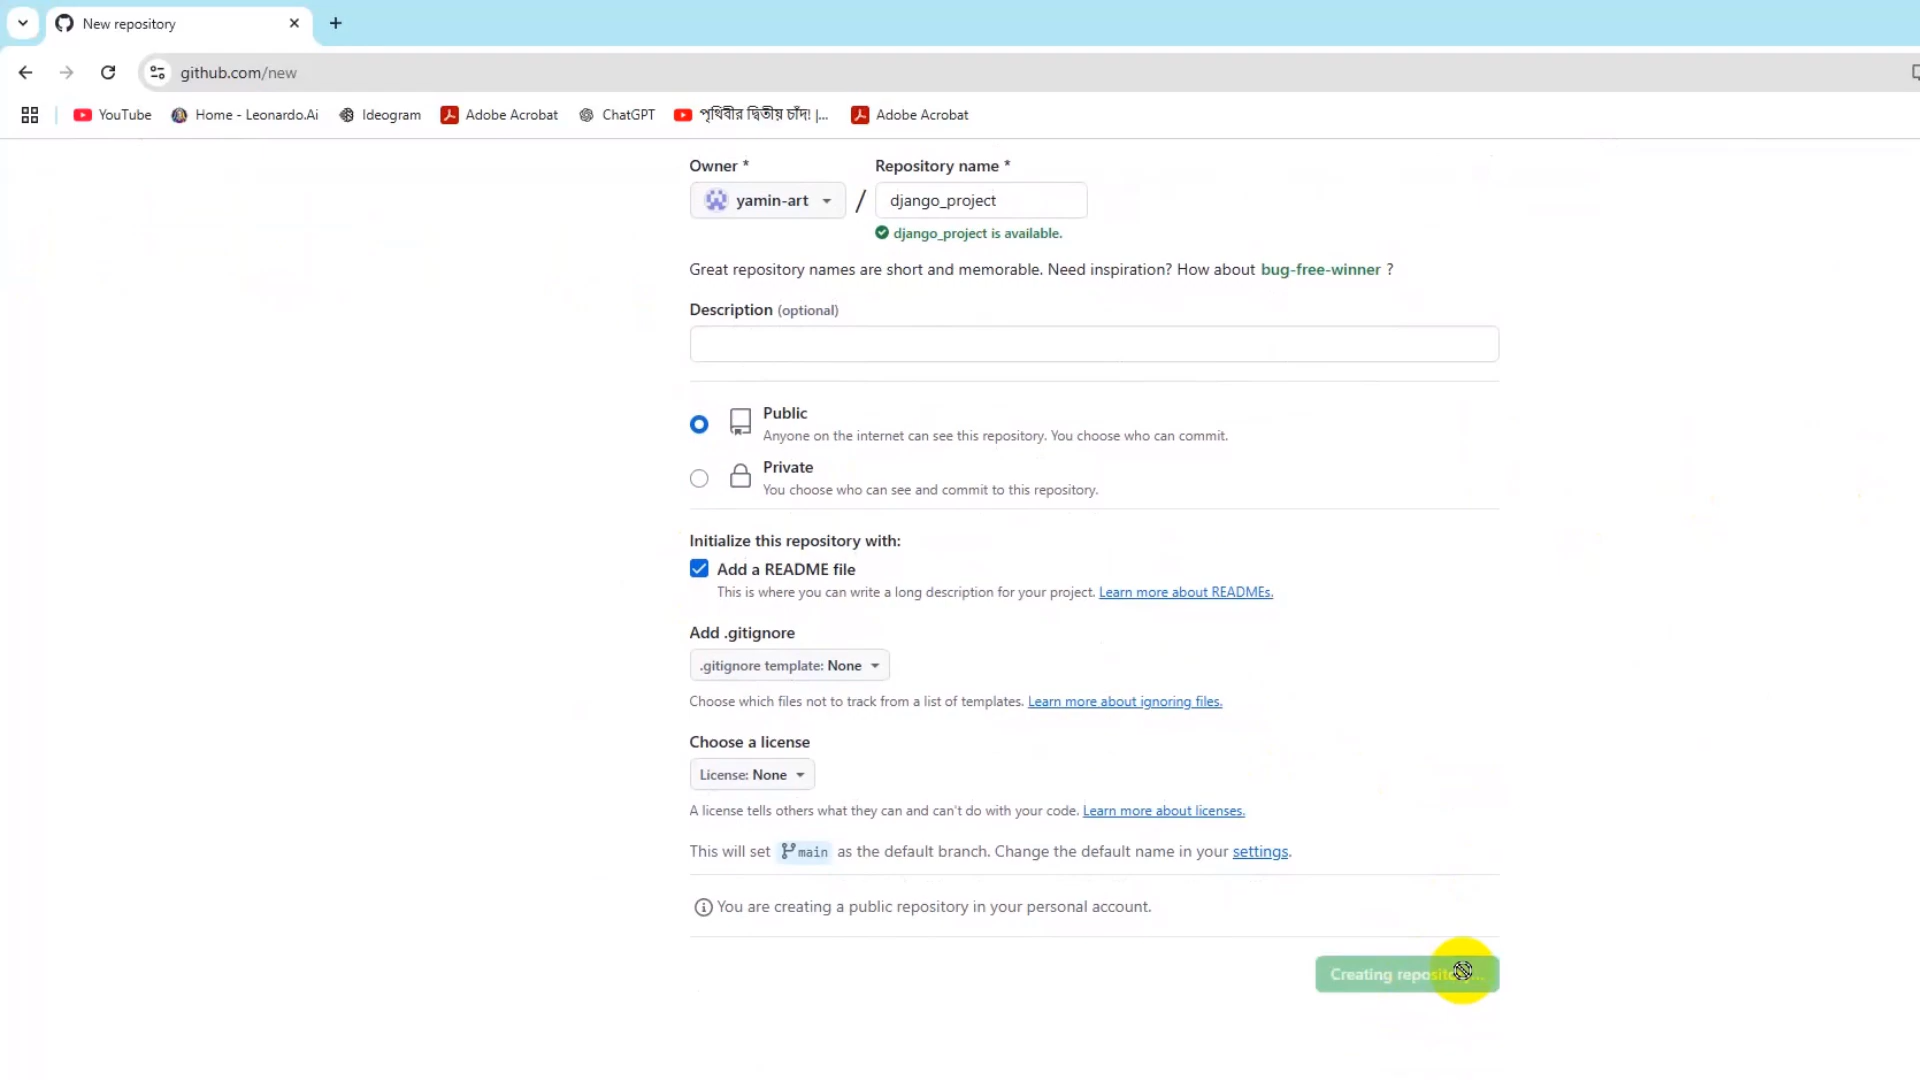 New repository
github.com/new
YouTube Home - Leonardo.Ai Ideogram Adobe Acrobat ChatGPT পৃথিবীর দ্বিতীয় চাঁদ! |... Adobe Acrobat
Owner * Repository name *
yamin-art / django_project
django_project is available.
Great repository names are short and memorable. Need inspiration? How about bug-free-winner ?
Description (optional)
Public
Anyone on the internet can see this repository. You choose who can commit.
Private
You choose who can see and commit to this repository.
Initialize this repository with:
Add a README file
This is where you can write a long description for your project. Learn more about READMEs.
Add .gitignore
.gitignore template: None
Choose which files not to track from a list of templates. Learn more about ignoring files.
Choose a license
License: None
A license tells others what they can and can't do with your code. Learn more about licenses.
This will set main as the default branch. Change the default name in your settings.
You are creating a public repository in your personal account.
Creating repository...